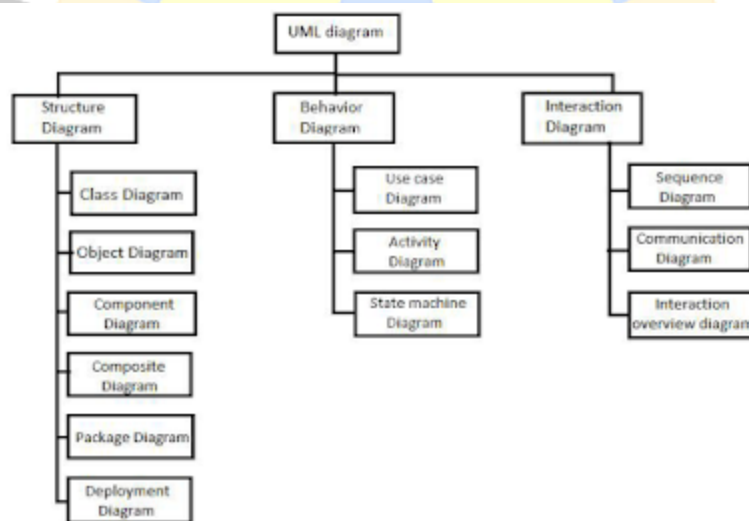 UML diagram
Structure
Diagram
Behavior
Diagram
Interaction
Diagram
Class Diagram
Object Diagram
Component
Diagram
Composite
Diagram
Package Diagram
Deployment
Diagram
Use case
Diagram
Activity
Diagram
State machine
Diagram
Sequence
Diagram
Communication
Diagram
Interaction
overview diagram